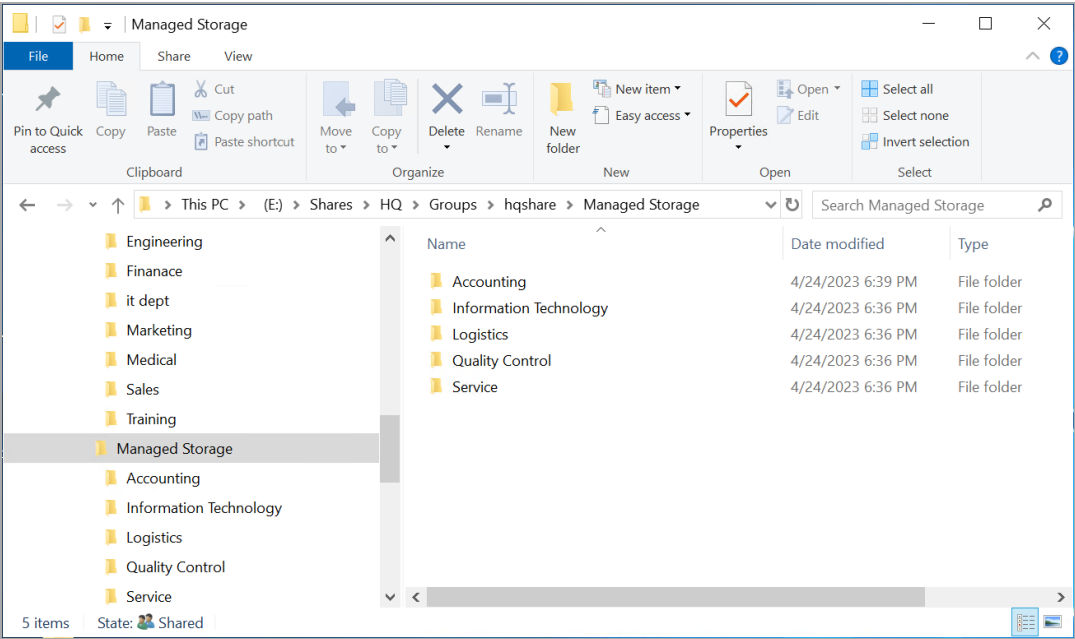 Managed Storage
File Home Share View
Pin to Quick access
Copy
Paste
Cut
Copy path
Paste shortcut
Clipboard
Move to
Copy to
Delete
Rename
Organize
New folder
New item
Easy access
New
Properties
Open
Edit
Open
Select all
Select none
Invert selection
Select
This PC > (E:) > Shares > HQ > Groups > hqshare > Managed Storage
Search Managed Storage
Engineering
Finanace
it dept
Marketing
Medical
Sales
Training
Managed Storage
Accounting
Information Technology
Logistics
Quality Control
Service
Name Date modified Type
Accounting 4/24/2023 6:39 PM File folder
Information Technology 4/24/2023 6:36 PM File folder
Logistics 4/24/2023 6:36 PM File folder
Quality Control 4/24/2023 6:36 PM File folder
Service 4/24/2023 6:36 PM File folder
5 items State: Shared